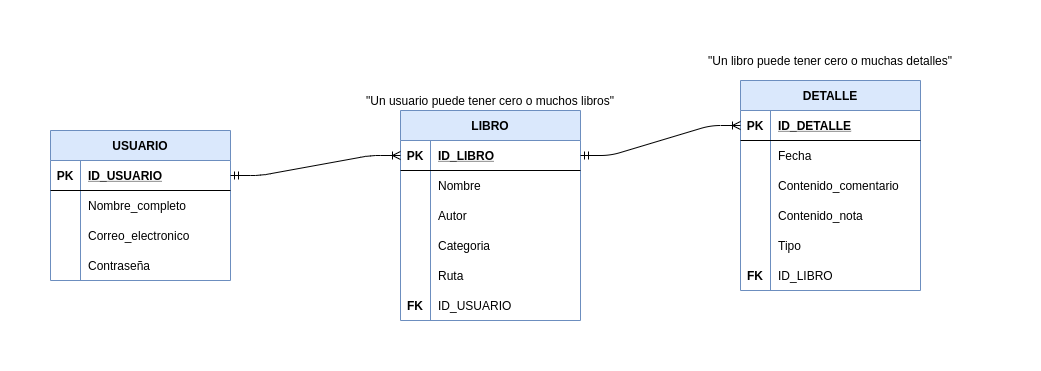 "Un libro puede tener cero o muchas detalles"
"Un usuario puede tener cero o muchos libros"
USUARIO
PK ID_USUARIO
Nombre_completo
Correo_electronico
Contraseña
LIBRO
PK ID_LIBRO
Nombre
Autor
Categoria
Ruta
FK ID_USUARIO
DETALLE
PK ID_DETALLE
Fecha
Contenido_comentario
Contenido_nota
Tipo
FK ID_LIBRO